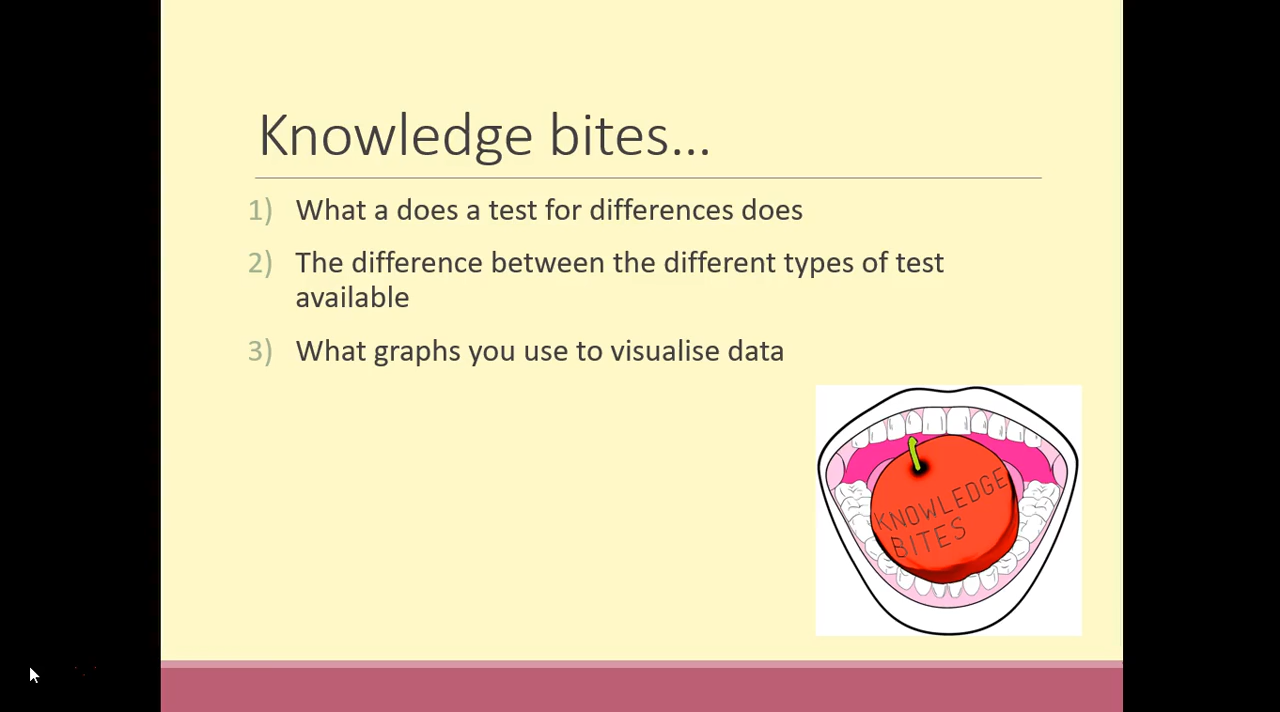 Knowledge bites...
1) What a does a test for differences does
2) The difference between the different types of test
available
3) What graphs you use to visualise data
KNOWLEDGE
BITES